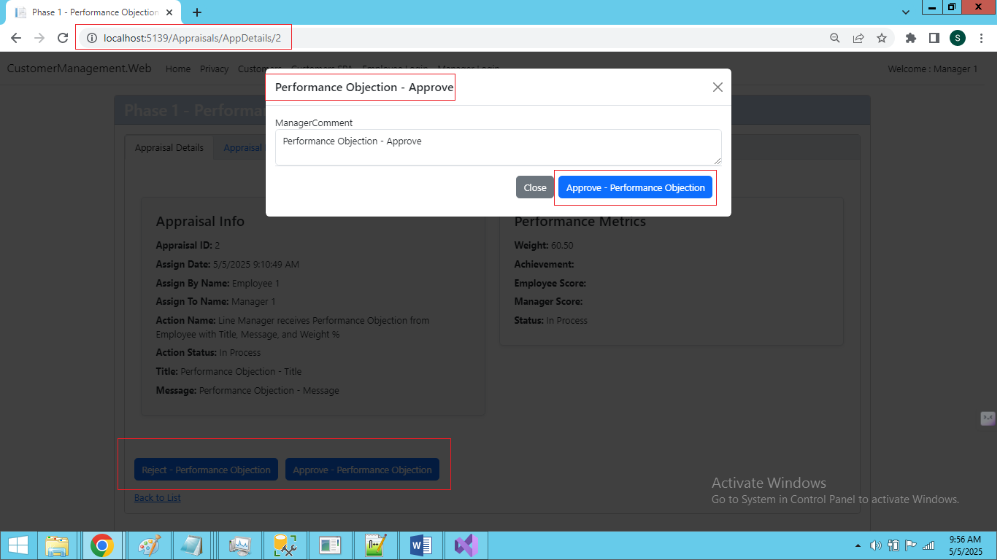 Phase 1 - Performance Objection
localhost:5139/Appraisals/AppDetails/2
S
CustomerManagement.Web Home Privacy Customers Customers SPA Employee Login Manager Login Welcome : Manager 1
Phase 1 - Performa
Performance Objection - Approve
ManagerComment
Performance Objection - Approve
Close Approve - Performance Objection
Appraisal Details Appraisal
Appraisal Info
Appraisal ID: 2
Assign Date: 5/5/2025 9:10:49 AM
Assign By Name: Employee 1
Assign To Name: Manager 1
Action Name: Line Manager receives Performance Objection from
Employee with Title, Message, and Weight %
Action Status: In Process
Title: Performance Objection - Title
Message: Performance Objection - Message
Performance Metrics
Weight: 60.50
Achievement:
Employee Score:
Manager Score:
Status: In Process
Reject - Performance Objection Approve - Performance Objection
Back to List
Activate Windows
Go to System in Control Panel to activate Windows.
9:56 AM
5/5/2025